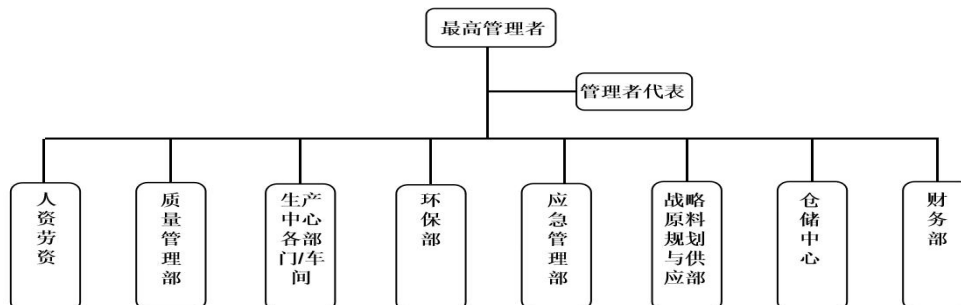 最高管理者
管理者代表
人资劳资
质量管理部
生产中心各部门/车间
环保部
应急管理部
战略原料规划与供应部
仓储中心
财务部